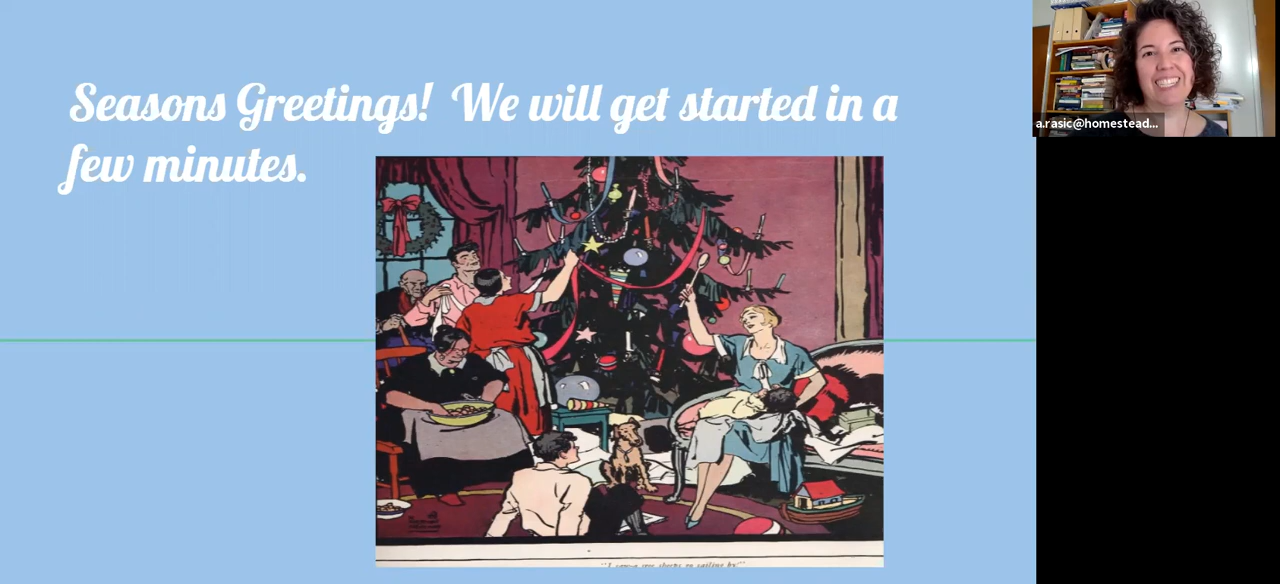 Seasons Greetings! We will get started in a
few minutes.
a.rasic@homestead...